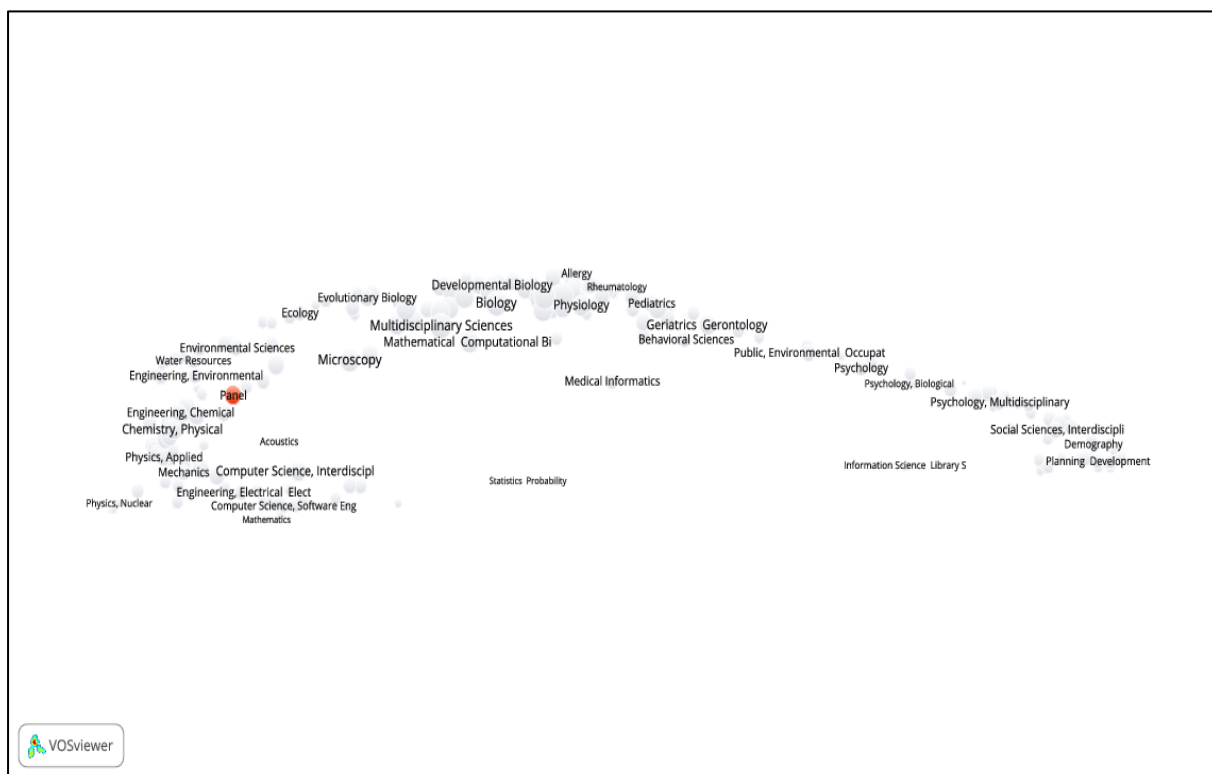 Allergy
Developmental Biology
Rheumatology
Evolutionary Biology
Biology
Physiology
Pediatrics
Ecology
Multidisciplinary Sciences
Geriatrics Gerontology
Mathematical Computational Bi
Behavioral Sciences
Environmental Sciences
Public, Environmental Occupat
Water Resources
Microscopy
Psychology
Engineering, Environmental
Medical Informatics
Psychology, Biological
Panel
Psychology, Multidisciplinary
Engineering, Chemical
Chemistry, Physical
Social Sciences, Interdiscipli
Acoustics
Demography
Physics, Applied
Planning Development
Information Science Library S
Mechanics
Computer Science, Interdiscipl
Statistics Probability
Engineering, Electrical Elect
Physics, Nuclear
Computer Science, Software Eng
Mathematics
VOSviewer